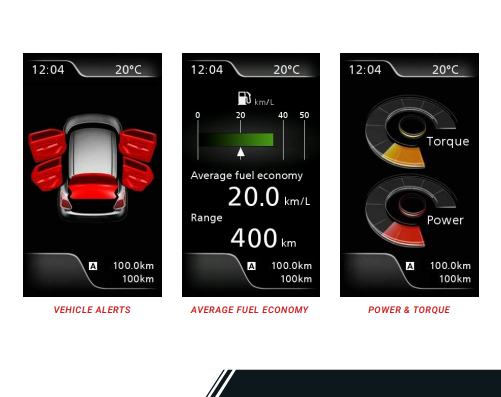 12:04 20°C
A 100.0km
100km
VEHICLE ALERTS
12:04 20°C
km/L
0 20 40 50
Average fuel economy
20.0 km/L
Range
400 km
A 100.0km
100km
AVERAGE FUEL ECONOMY
12:04 20°C
Torque
Power
A 100.0km
100km
POWER & TORQUE